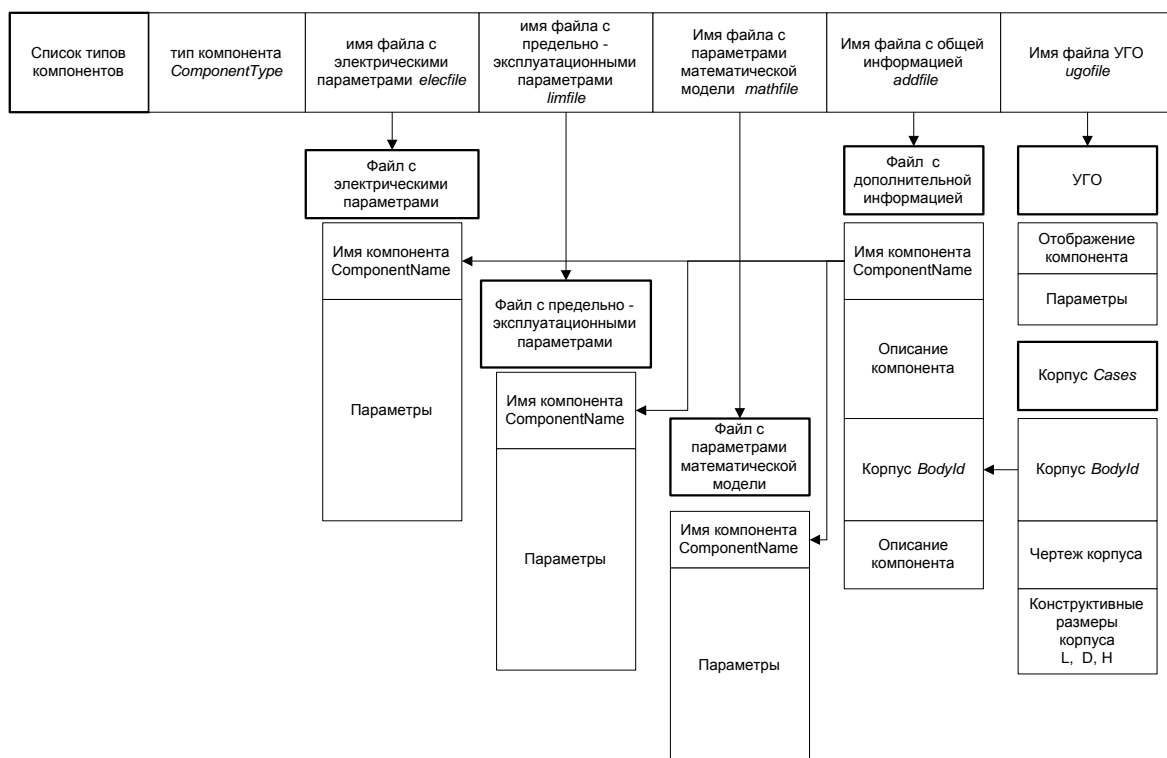 Список типов
компонентов
тип компонента
ComponentType
имя файла с
электрическими
параметрами elecfile
имя файла с
предельно -
эксплуатационными
параметрами
limfile
Имя файла с
параметрами
математической
модели mathfile
Имя файла с общей
информацией
addfile
Имя файла УГО
ugofile
Файл с
электрическими
параметрами
Файл с
дополнительной
информацией
УГО
Имя компонента
ComponentName
Имя компонента
ComponentName
Отображение
компонента
Параметры
Файл с предельно -
эксплуатационными
параметрами
Описание
компонента
Корпус Cases
Параметры
Имя компонента
ComponentName
Файл с
параметрами
математической
модели
Корпус BodyId
Корпус BodyId
Имя компонента
ComponentName
Описание
компонента
Чертеж корпуса
Параметры
Конструктивные
размеры
корпуса
L, D, H
Параметры